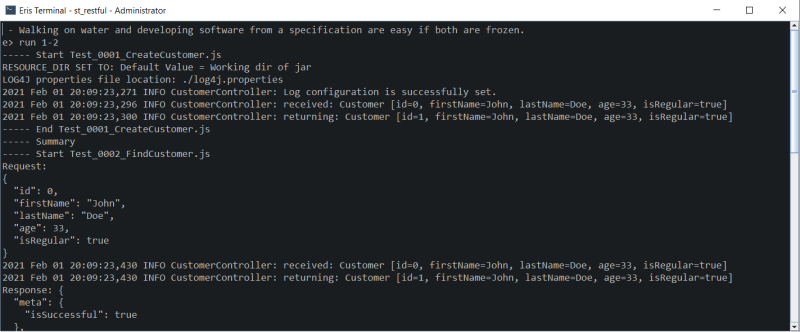 Eris Terminal - st_restful - Administrator
- Walking on water and developing software from a specification are easy if both are frozen.
e> run 1-2
----- Start Test_0001_CreateCustomer.js
RESOURCE_DIR SET TO: Default Value = Working dir of jar
LOG4J properties file location: ./log4j.properties
2021 Feb 01 20:09:23,271 INFO CustomerController: Log configuration is successfully set.
2021 Feb 01 20:09:23,296 INFO CustomerController: received: Customer [id=0, firstName=John, lastName=Doe, age=33, isRegular=true]
2021 Feb 01 20:09:23,300 INFO CustomerController: returning: Customer [id=1, firstName=John, lastName=Doe, age=33, isRegular=true]
----- End Test_0001_CreateCustomer.js
----- Summary
----- Start Test_0002_FindCustomer.js
Request:
{
  "id": 0,
  "firstName": "John",
  "lastName": "Doe",
  "age": 33,
  "isRegular": true
}
2021 Feb 01 20:09:23,430 INFO CustomerController: received: Customer [id=0, firstName=John, lastName=Doe, age=33, isRegular=true]
2021 Feb 01 20:09:23,430 INFO CustomerController: returning: Customer [id=1, firstName=John, lastName=Doe, age=33, isRegular=true]
Response: {
  "meta": {
    "isSuccessful": true
  },